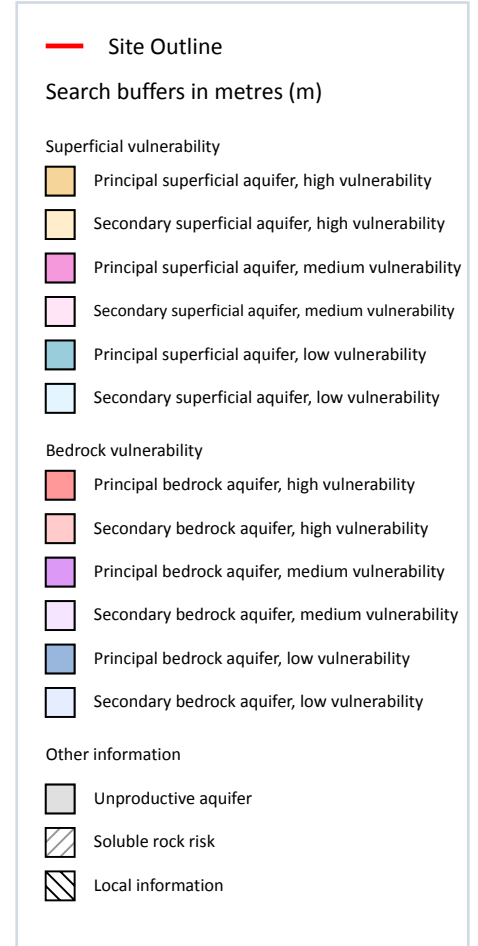 Site Outline
Search buffers in metres (m)
Superficial vulnerability
Principal superficial aquifer, high vulnerability
Secondary superficial aquifer, high vulnerability
Principal superficial aquifer, medium vulnerability
Secondary superficial aquifer, medium vulnerability
Principal superficial aquifer, low vulnerability
Secondary superficial aquifer, low vulnerability
Bedrock vulnerability
Principal bedrock aquifer, high vulnerability
Secondary bedrock aquifer, high vulnerability
Principal bedrock aquifer, medium vulnerability
Secondary bedrock aquifer, medium vulnerability
Principal bedrock aquifer, low vulnerability
Secondary bedrock aquifer, low vulnerability
Other information
Unproductive aquifer
Soluble rock risk
Local information